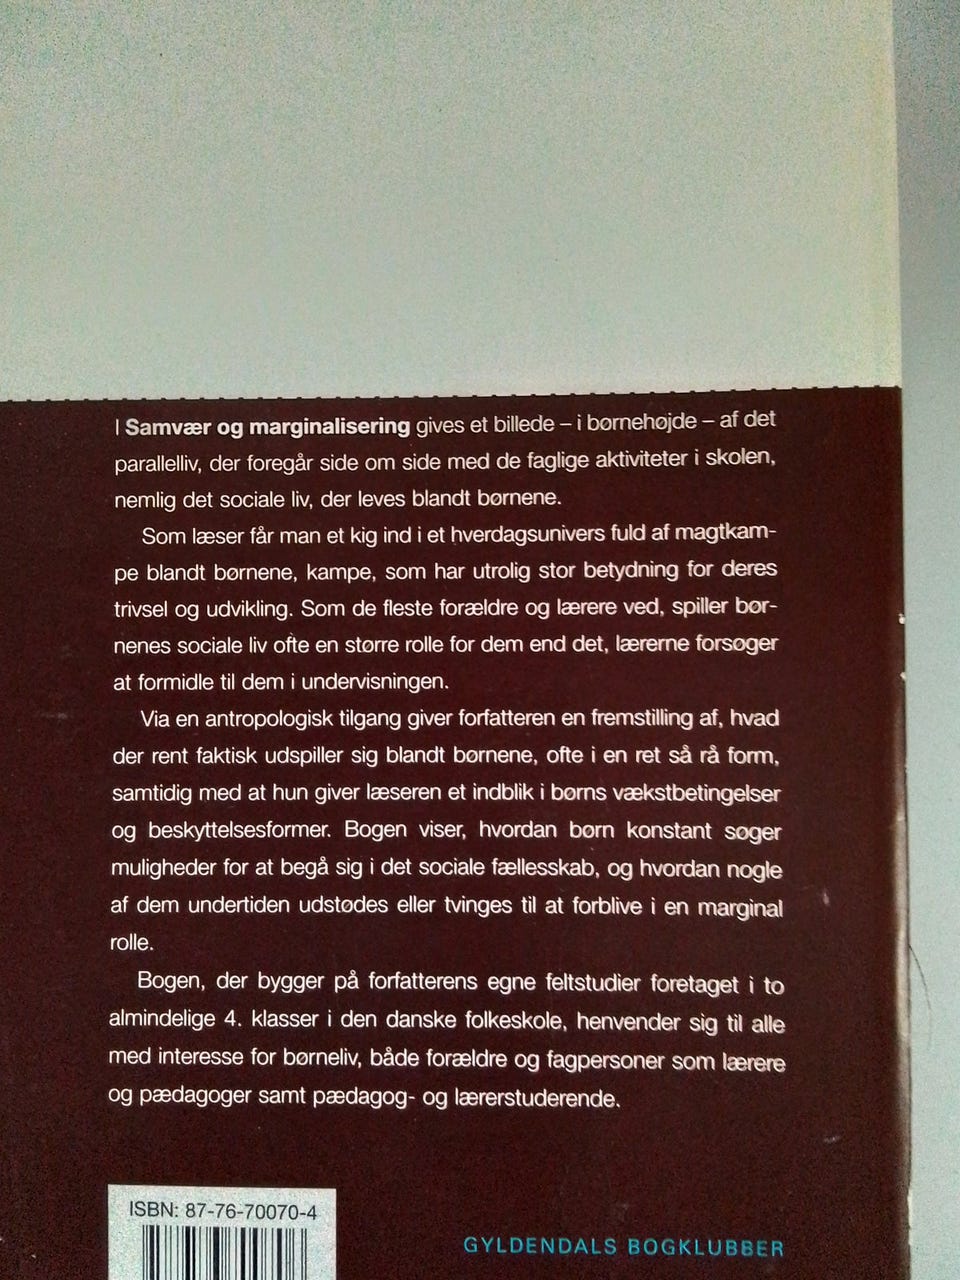 I Samvær og marginalisering gives et billede – i børnehøjde – af det
parallelliv, der foregår side om side med de faglige aktiviteter i skolen,
nemlig det sociale liv, der leves blandt børnene.
Som læser får man et kig ind i et hverdagsunivers fuld af magtkam-
pe blandt børnene, kampe, som har utrolig stor betydning for deres
trivsel og udvikling. Som de fleste forældre og lærere ved, spiller bør-
nenes sociale liv ofte en større rolle for dem end det, lærerne forsøger
at formidle til dem i undervisningen.
Via en antropologisk tilgang giver forfatteren en fremstilling af, hvad
der rent faktisk udspiller sig blandt børnene, ofte i en ret så rå form,
samtidig med at hun giver læseren et indblik i børns vækstbetingelser
og beskyttelsesformer. Bogen viser, hvordan børn konstant søger
muligheder for at begå sig i det sociale fællesskab, og hvordan nogle
af dem undertiden udstødes eller tvinges til at forblive i en marginal
rolle.
Bogen, der bygger på forfatterens egne feltstudier foretaget i to
almindelige 4. klasser i den danske folkeskole, henvender sig til alle
med interesse for børneliv, både forældre og fagpersoner som lærere
og pædagoger samt pædagog- og lærerstuderende.
ISBN: 87-76-70070-4
GYLDENDALS BOGKLUBBER